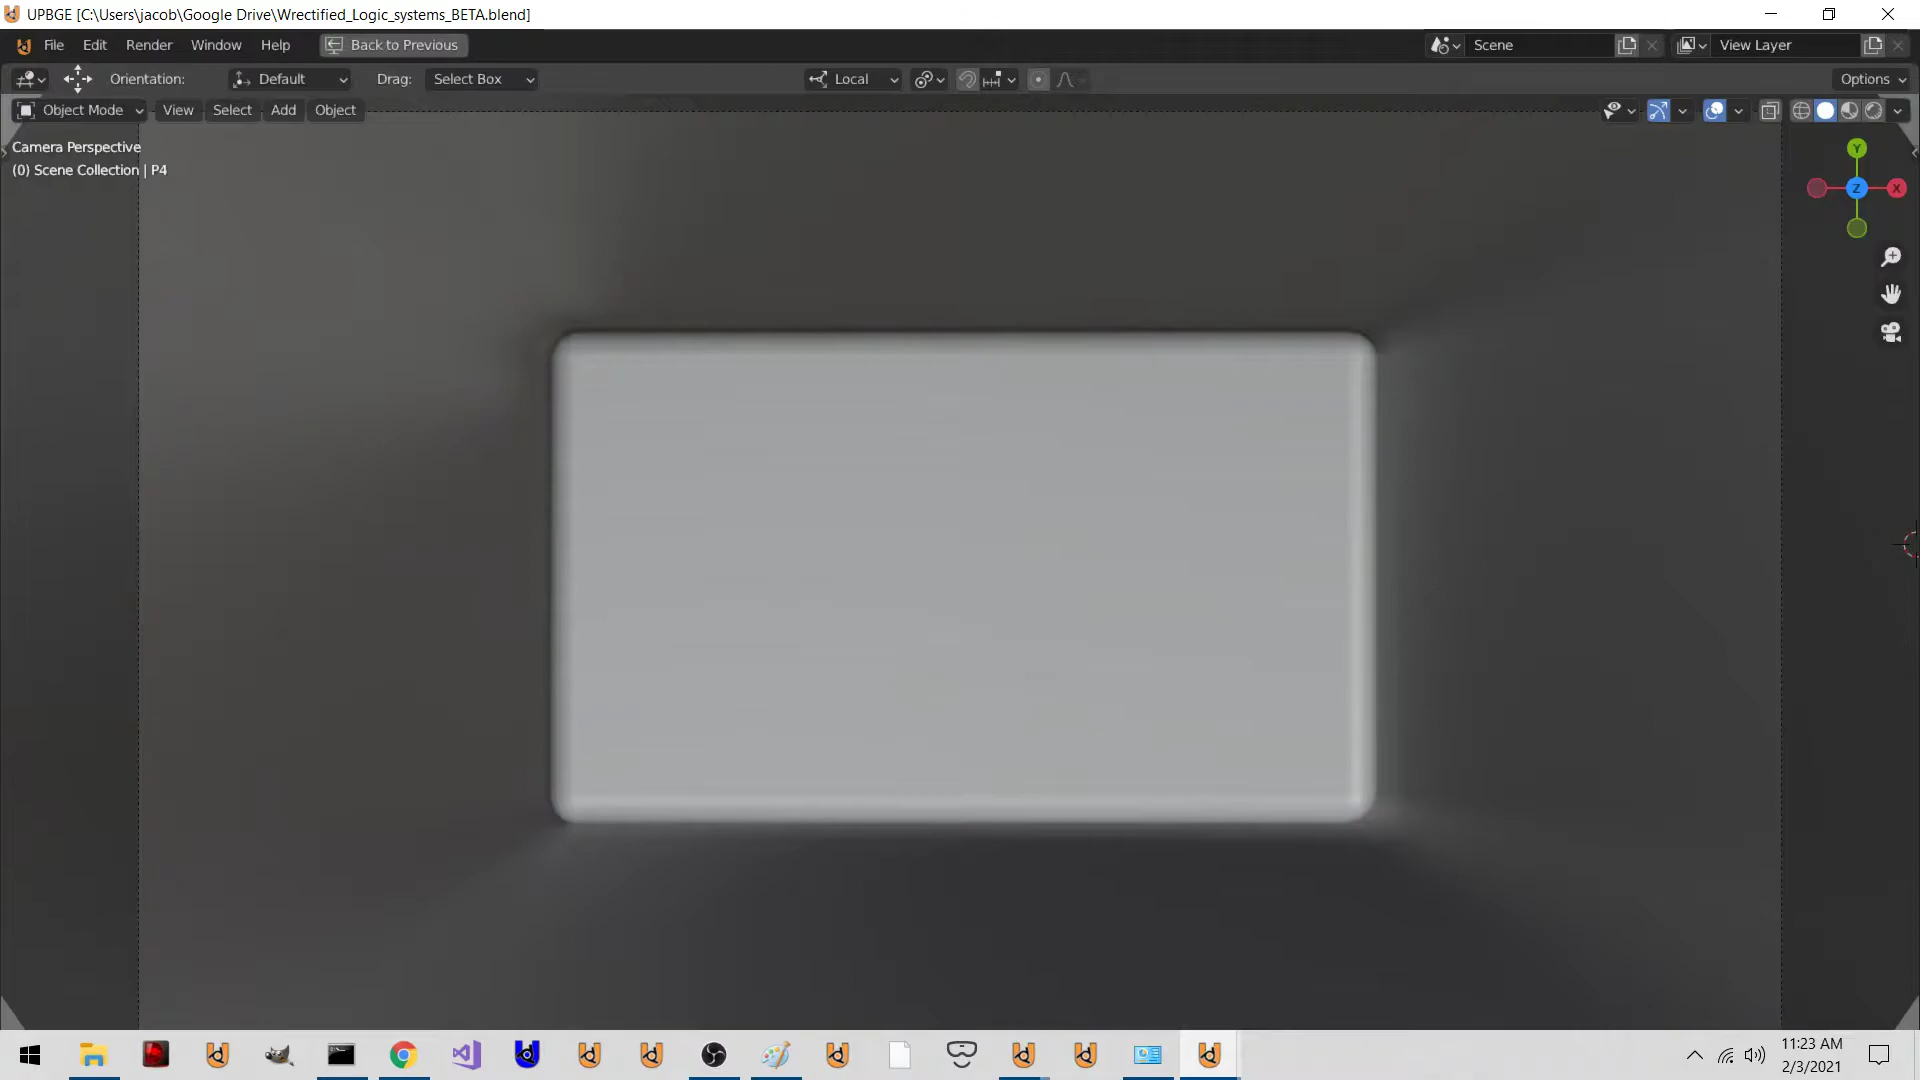 UPBGE [C:\Users\jacob\Google Drive\Wrectified_Logic_systems_BETA.blend]
File Edit Render Window Help Back to Previous Scene View Layer
Orientation: Default Drag: Select Box Local Options
Object Mode View Select Add Object
Camera Perspective
(0) Scene Collection | P4
Y
Z X
11:23 AM
2/3/2021